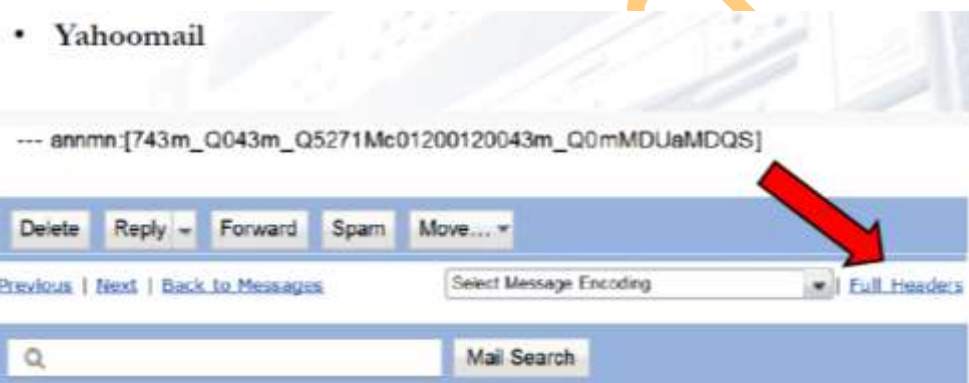 • Yahoomail
--- annmn:[743m_Q043m_Q5271Mc01200120043m_Q0mMDUaMDQS]
Delete Reply Forward Spam Move...
Previous | Next | Back to Messages Select Message Encoding | Full Headers
Mail Search